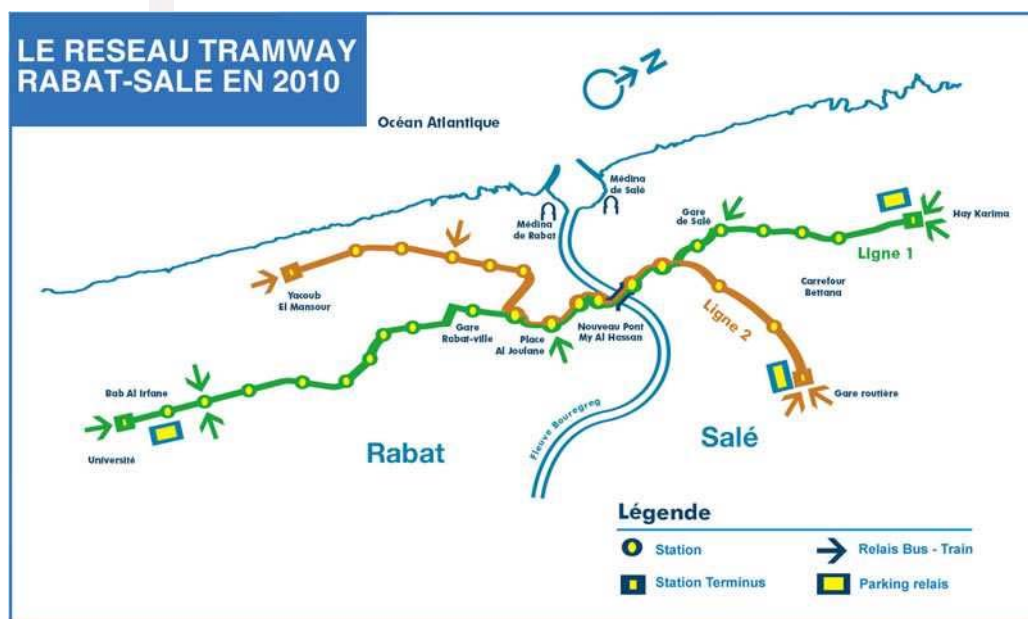 LE RESEAU TRAMWAY
RABAT-SALE EN 2010
N
Océan Atlantique
Médina
de Salé
Médina
de Rabat
Gare
de Salé
Hay Karima
Ligne 1
Yacoub
El Mansour
Carrefour
Bettana
Ligne 2
Gare
Rabat-ville
Place
Al Joulane
Nouveau Pont
My Al Hassan
Bab Al Irfane
Gare routière
Université
Rabat
Fleuve Bouregreg
Salé
Légende
Station
Relais Bus - Train
Station Terminus
Parking relais